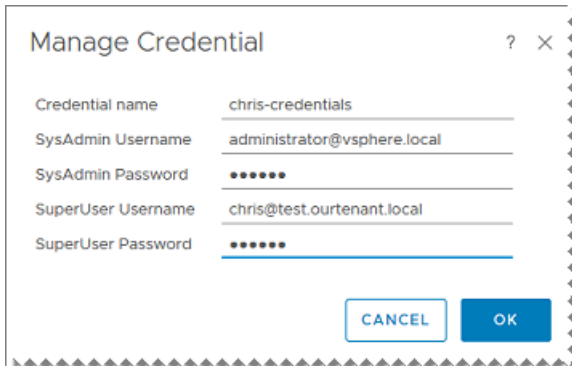 Manage Credential ? ×
Credential name chris-credentials
SysAdmin Username administrator@vsphere.local
SysAdmin Password ●●●●●●
SuperUser Username chris@test.ourtenant.local
SuperUser Password ●●●●●●
CANCEL OK